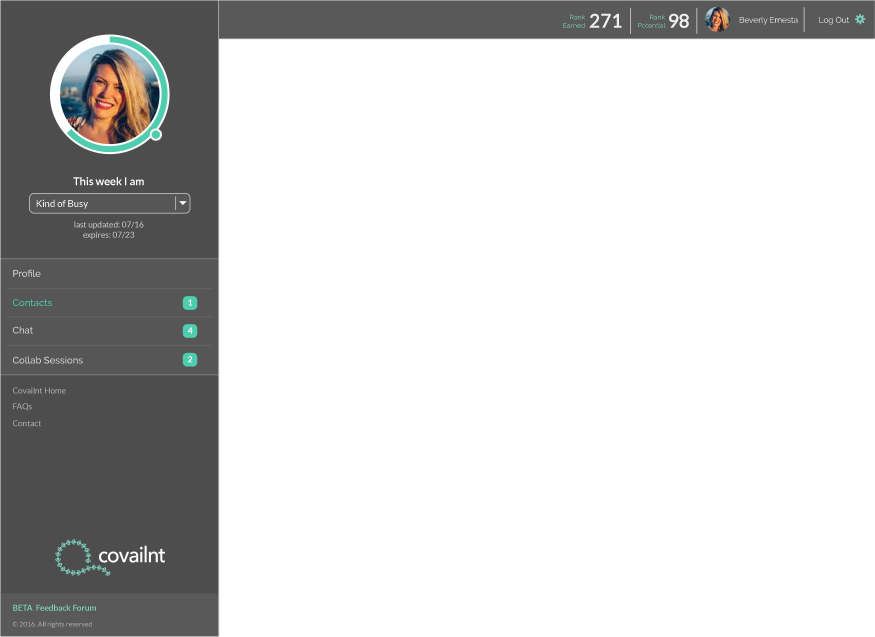 Rank
Earned
271
Rank
Potential
98
Beverly Ernesta
Log Out
This week I am
Kind of Busy
last updated: 07/16
expires: 07/23
Profile
Contacts 1
Chat 4
Collab Sessions 2
Covailnt Home
FAQs
Contact
covailnt
BETA Feedback Forum
© 2016. All rights reserved